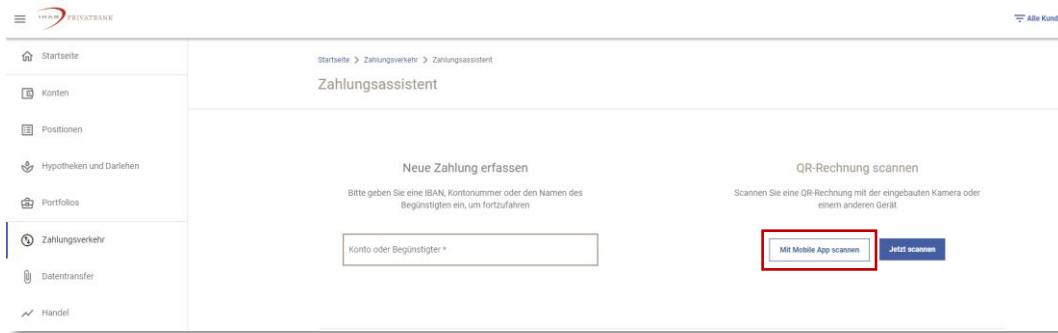 IHAG PRIVATBANK
Alle Kund
Startseite
Konten
Positionen
Hypotheken und Darlehen
Portfolios
Zahlungsverkehr
Datentransfer
Handel
Startseite > Zahlungsverkehr > Zahlungsassistent
Zahlungsassistent
Neue Zahlung erfassen
Bitte geben Sie eine IBAN, Kontonummer oder den Namen des
Begünstigten ein, um fortzufahren
Konto oder Begünstigter *
QR-Rechnung scannen
Scannen Sie eine QR-Rechnung mit der eingebauten Kamera oder
einem anderen Gerät
Mit Mobile App scannen
Jetzt scannen